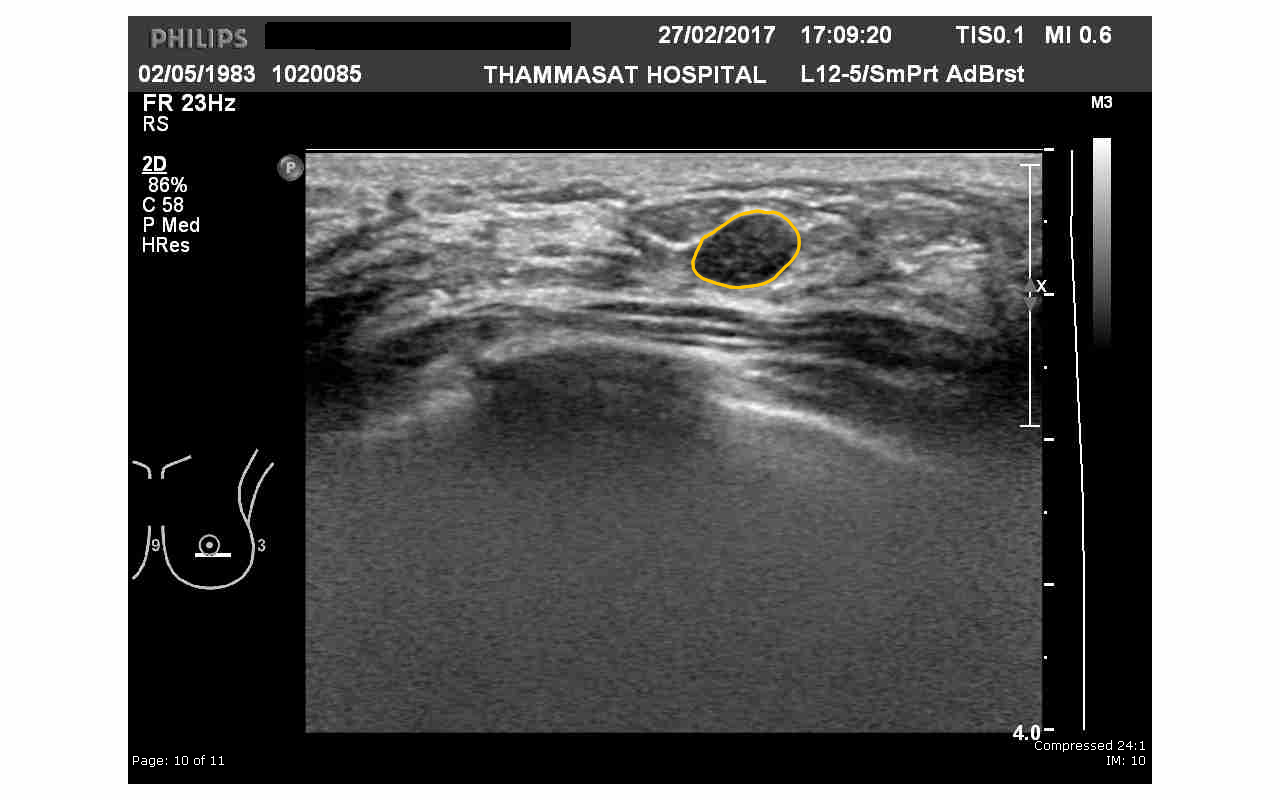 PHILIPS 27/02/2017 17:09:20 TIS0.1 MI 0.6
02/05/1983 1020085 THAMMASAT HOSPITAL L12-5/SmPrt AdBrst
FR 23Hz
RS
M3
2D
86%
C 58
P Med
HRes
P
X
9 3
4.0
Compressed 24:1
Page: 10 of 11 IM: 10